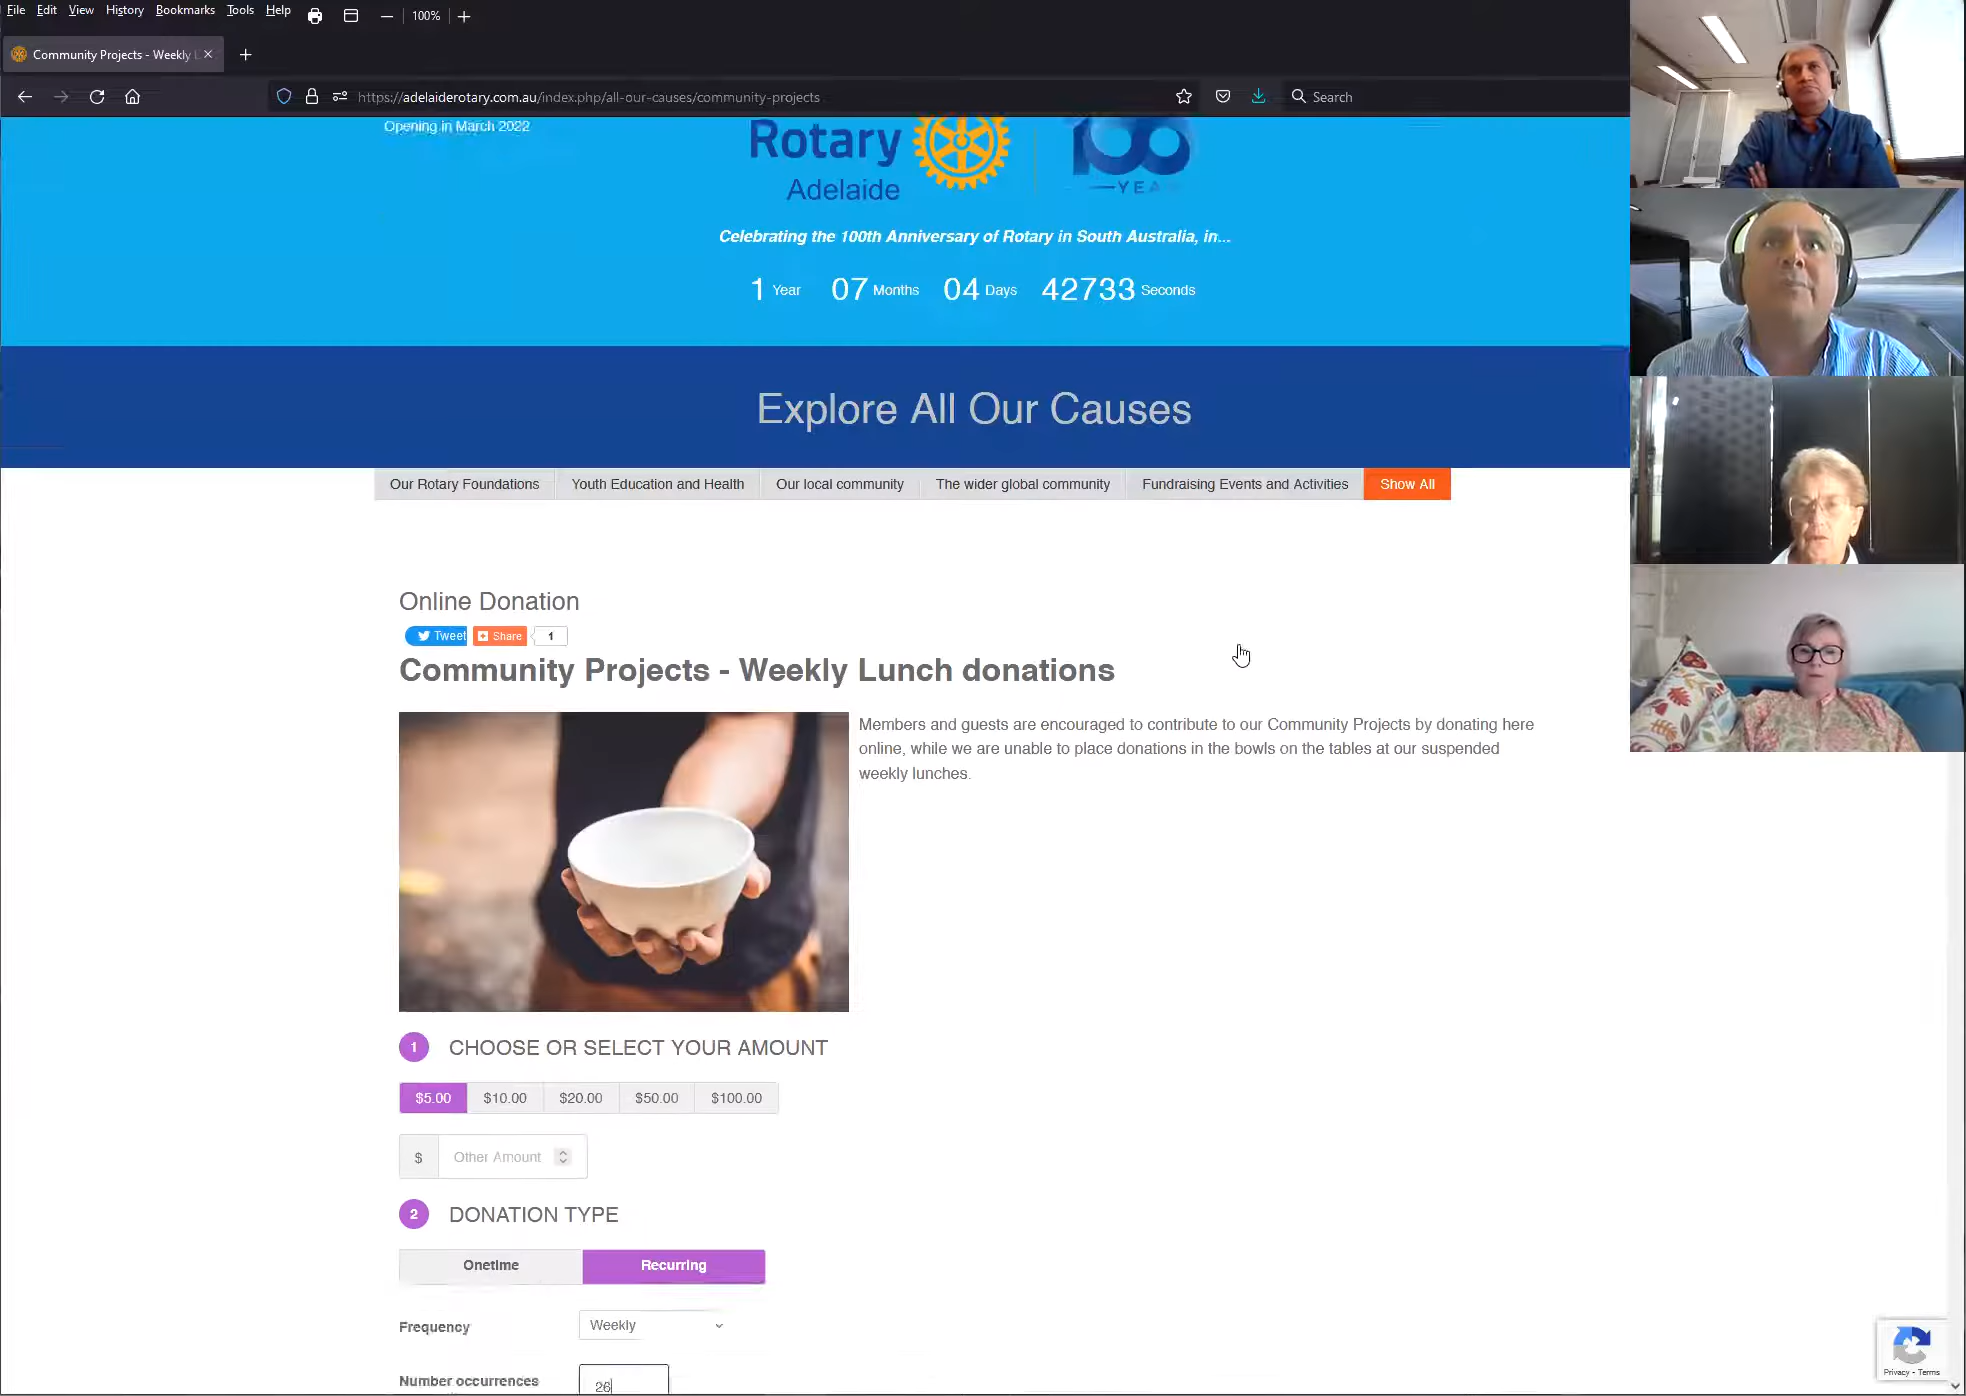 File Edit View History Bookmarks Tools Help 100%
Community Projects - Weekly
https://adelaiderotary.com.au/index.php/all-our-causes/community-projects
Search
Opening in March 2022
Rotary
Adelaide
100
YEA
Celebrating the 100th Anniversary of Rotary in South Australia, in...
1 Year 07 Months 04 Days 42733 Seconds
Explore All Our Causes
Our Rotary Foundations Youth Education and Health Our local community The wider global community Fundraising Events and Activities Show All
Online Donation
Tweet Share 1
Community Projects - Weekly Lunch donations
Members and guests are encouraged to contribute to our Community Projects by donating here
online, while we are unable to place donations in the bowls on the tables at our suspended
weekly lunches.
1 CHOOSE OR SELECT YOUR AMOUNT
$5.00 $10.00 $20.00 $50.00 $100.00
$ Other Amount
2 DONATION TYPE
Onetime Recurring
Frequency Weekly
Number occurrences 26
Privacy - Terms